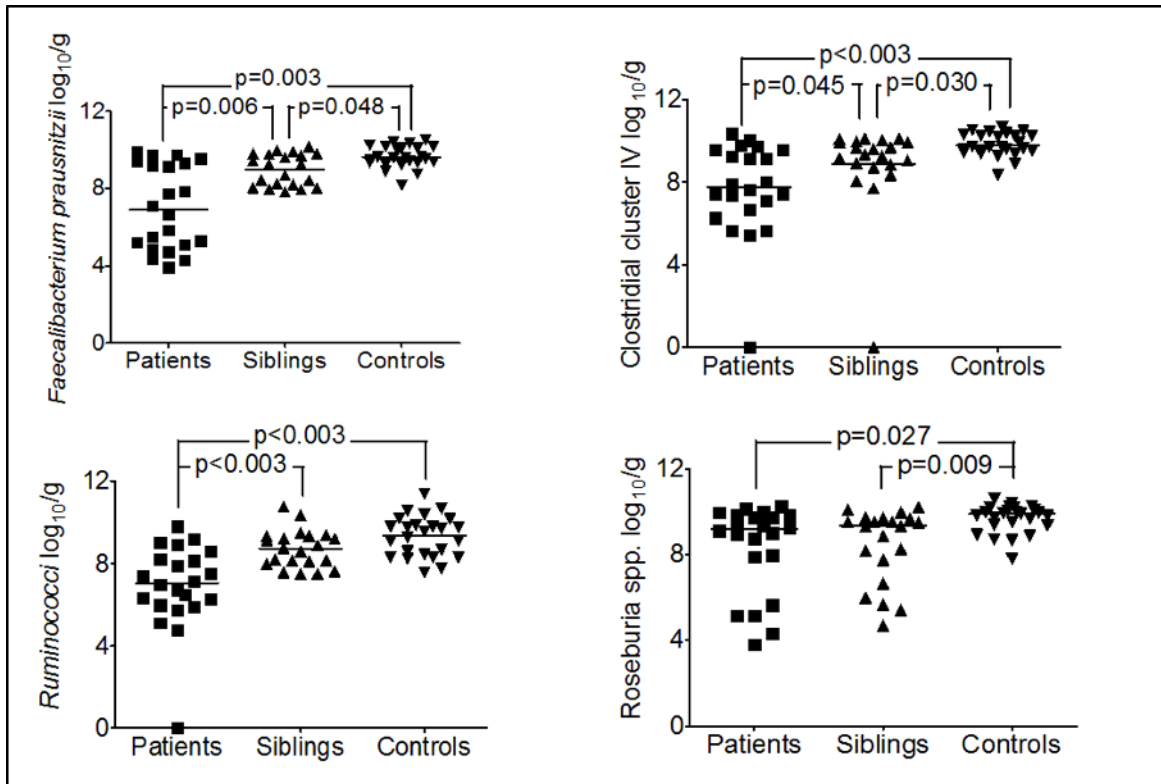 Faecalibacterium prausnitzii log10/g
p=0.003
p=0.006
p=0.048
12
8
4
0
Patients
Siblings
Controls
Clostridial cluster IV log 10/g
p<0.003
p=0.045
p=0.030
12
8
4
0
Patients
Siblings
Controls
Ruminococci log10/g
p<0.003
p<0.003
12
8
4
0
Patients
Siblings
Controls
Roseburia spp. log10/g
p=0.027
p=0.009
12
8
4
0
Patients
Siblings
Controls